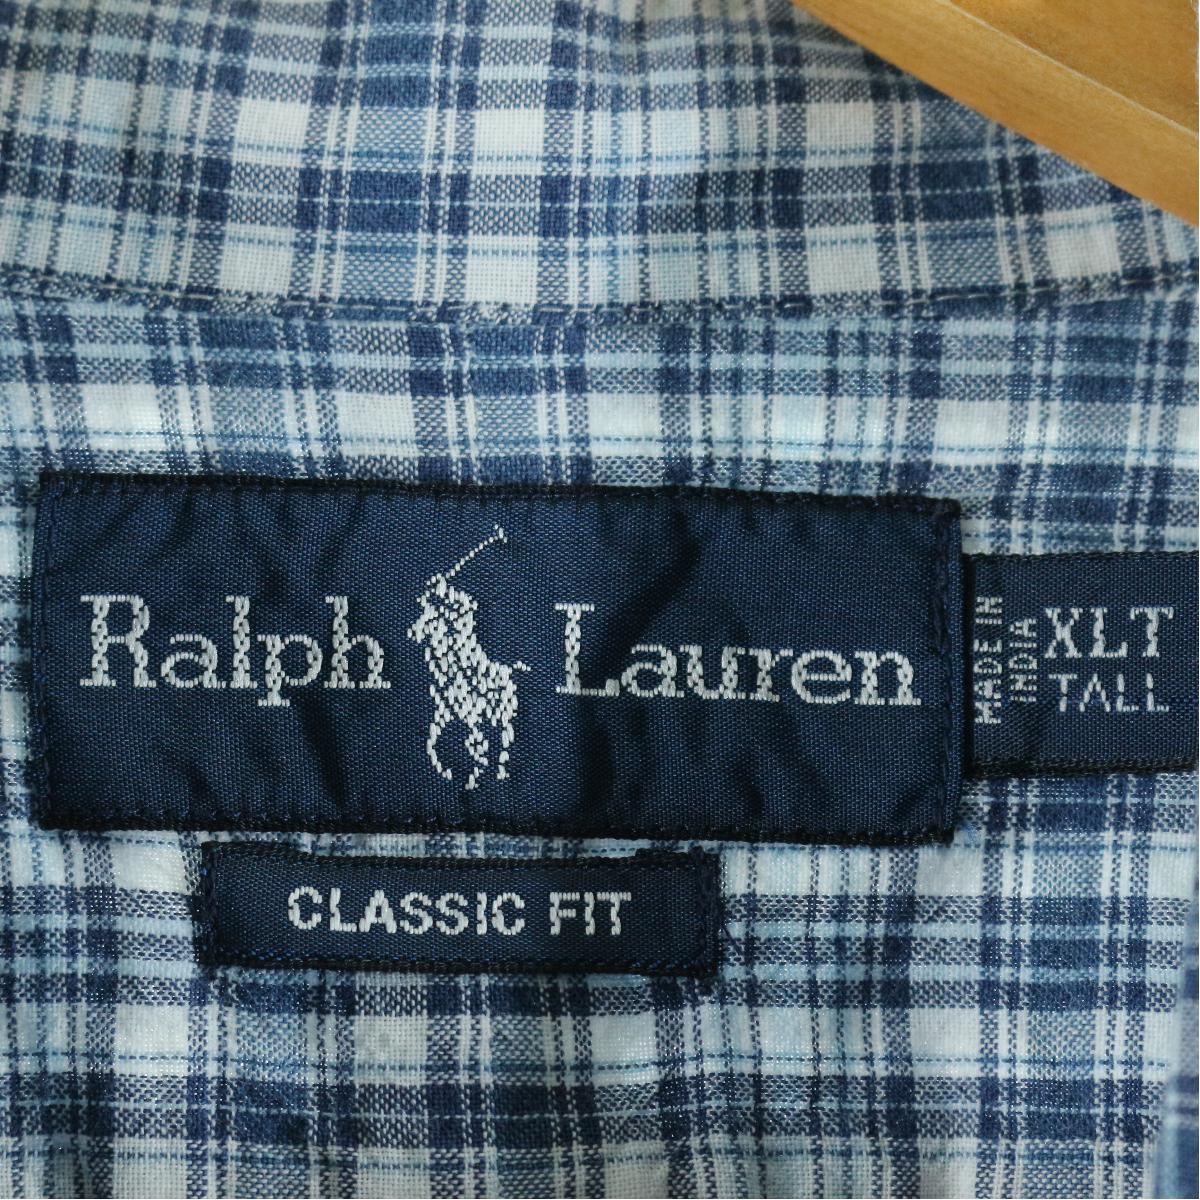 Ralph Lauren
MADE IN
INDIA
XLT
TALL
CLASSIC FIT